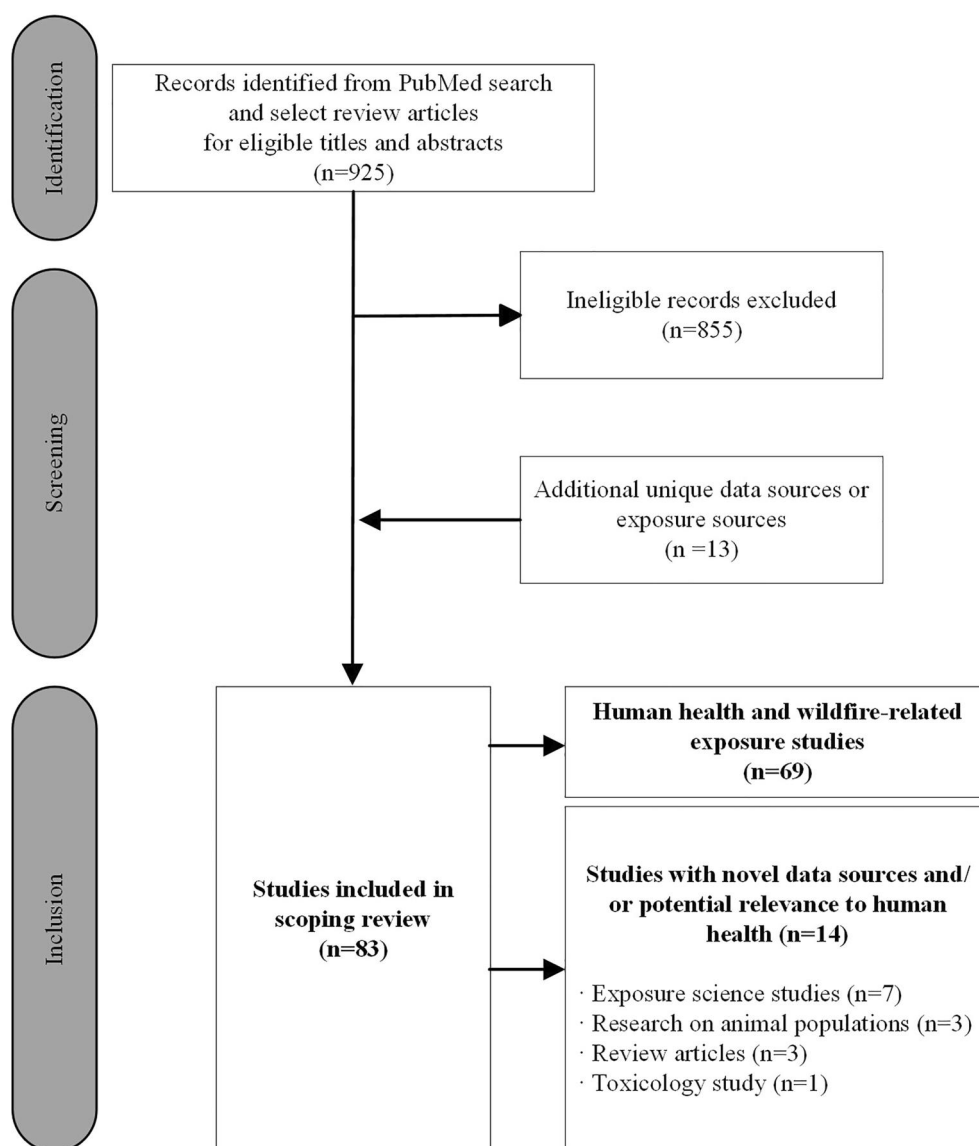 Identification
Records identified from PubMed search
and select review articles
for eligible titles and abstracts
(n=925)
Screening
Ineligible records excluded
(n=855)
Additional unique data sources or
exposure sources
(n =13)
Inclusion
Studies included in
scoping review
(n=83)
Human health and wildfire-related
exposure studies
(n=69)
Studies with novel data sources and/
or potential relevance to human
health (n=14)
· Exposure science studies (n=7)
· Research on animal populations (n=3)
· Review articles (n=3)
· Toxicology study (n=1)